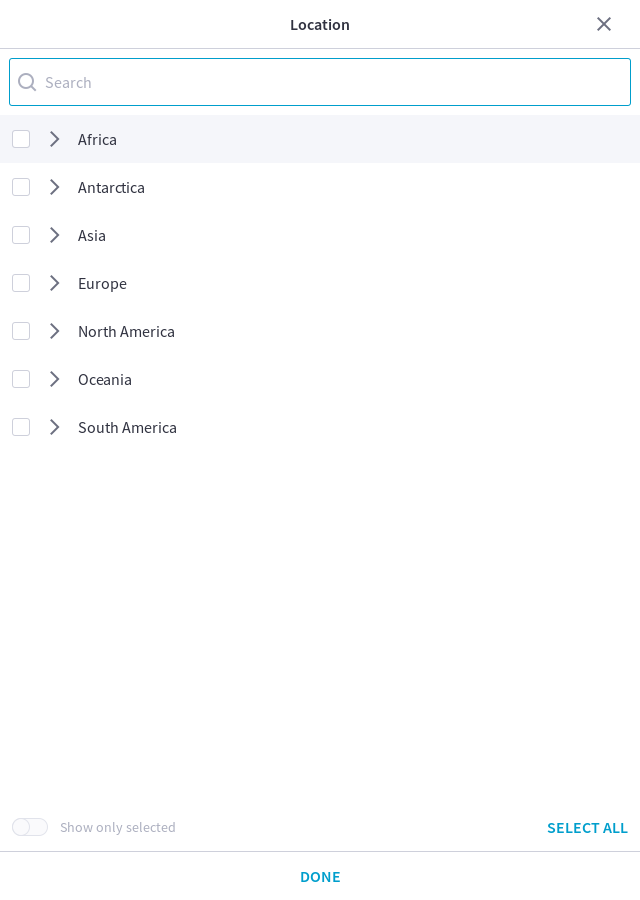 Location
Search
Africa
Antarctica
Asia
Europe
North America
Oceania
South America
Show only selected
SELECT ALL
DONE